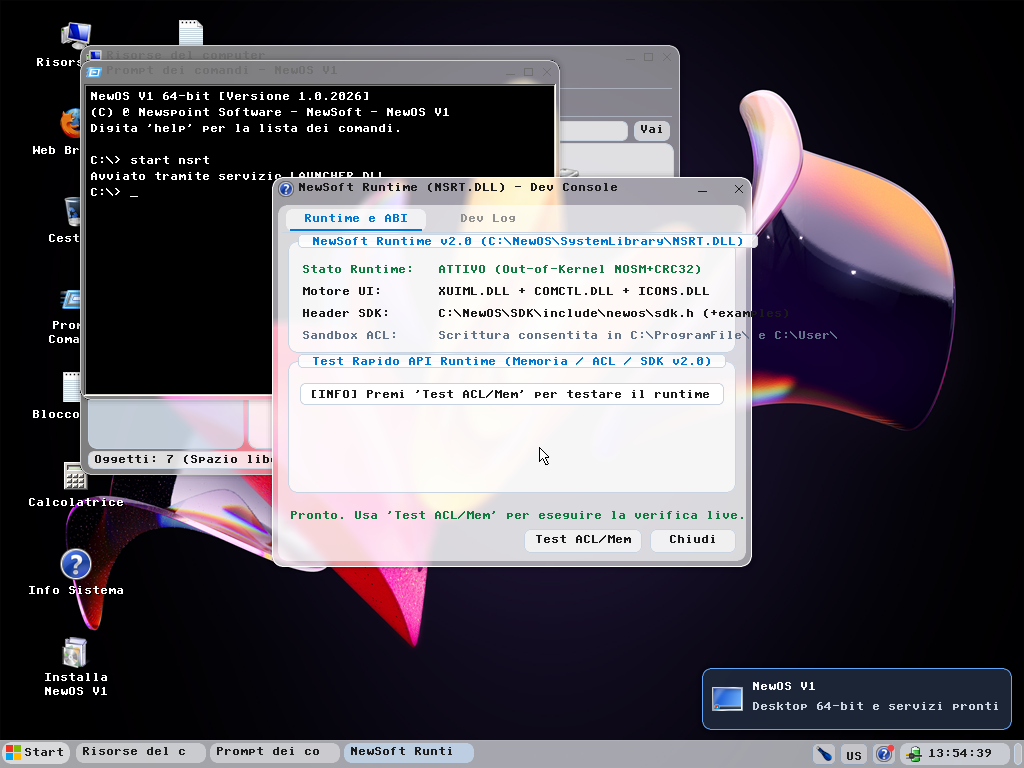 Risors
Web Br
Cest
Pron
Coma
Blocco
Calcolatrice
Info Sistema
Installa
NewOS V1
Risorse del computer
Prompt dei comandi - NewOS V1
NewOS V1 64-bit [Versione 1.0.2026]
(C) @ Newspoint Software - NewSoft - NewOS V1
Digita 'help' per la lista dei comandi.
C:\> start nsrt
Avviato tramite servizio LAUNCHER.DLL
C:\> _
Vai
Oggetti: 7 (Spazio libe
NewSoft Runtime (NSRT.DLL) - Dev Console
Runtime e ABI
Dev Log
NewSoft Runtime v2.0 (C:\NewOS\SystemLibrary\NSRT.DLL)
Stato Runtime: ATTIVO (Out-of-Kernel NOSM+CRC32)
Motore UI: XUIML.DLL + COMCTL.DLL + ICONS.DLL
Header SDK: C:\NewOS\SDK\include\newos\sdk.h (+examples)
Sandbox ACL: Scrittura consentita in C:\ProgramFile\ e C:\User\
Test Rapido API Runtime (Memoria / ACL / SDK v2.0)
[INFO] Premi 'Test ACL/Mem' per testare il runtime
Pronto. Usa 'Test ACL/Mem' per eseguire la verifica live.
Test ACL/Mem
Chiudi
NewOS V1
Desktop 64-bit e servizi pronti
Start
Risorse del c
Prompt dei co
NewSoft Runti
US
13:54:39